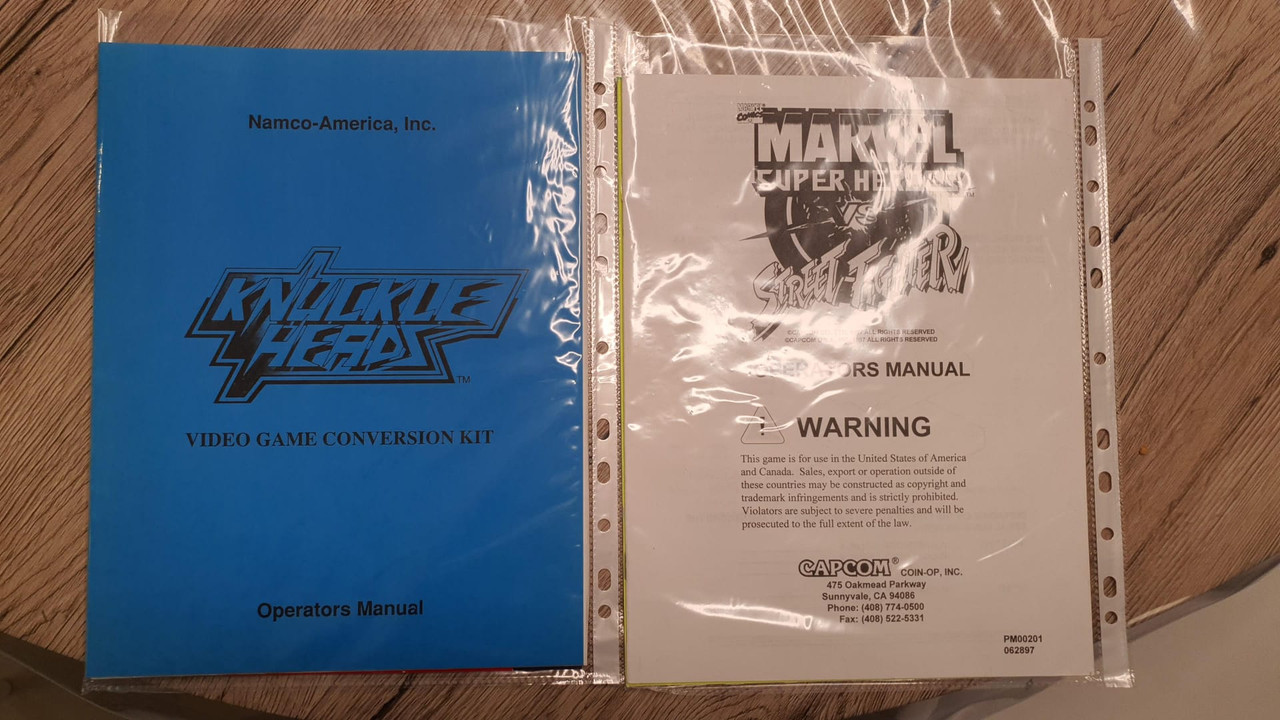 Namco-America, Inc.
KNUCKLE
HEADS
TM
VIDEO GAME CONVERSION KIT
Operators Manual
MARVEL
SUPER HEROES
VS
STREET FIGHTER
ALL RIGHTS RESERVED
©CAPCOM ALL RIGHTS RESERVED
OPERATORS MANUAL
! WARNING
This game is for use in the United States of America
and Canada. Sales, export or operation outside of
these countries may be constructed as copyright and
trademark infringements and is strictly prohibited.
Violators are subject to severe penalties and will be
prosecuted to the full extent of the law.
CAPCOM® COIN-OP, INC.
475 Oakmead Parkway
Sunnyvale, CA 94086
Phone: (408) 774-0500
Fax: (408) 522-5331
PM00201
062897